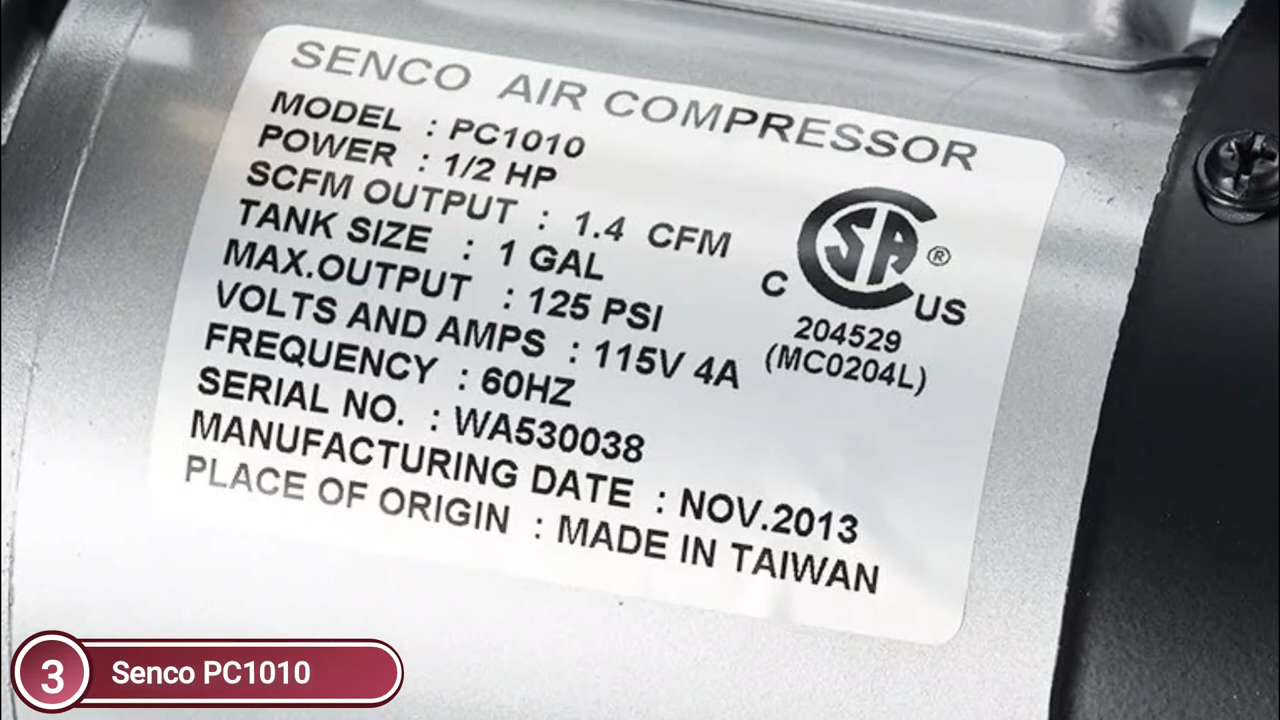 SENCO AIR COMPRESSOR
MODEL : PC1010
POWER : 1/2 HP
SCFM OUTPUT : 1.4 CFM
TANK SIZE : 1 GAL
MAX.OUTPUT : 125 PSI
VOLTS AND AMPS : 115V 4A
FREQUENCY : 60HZ
SERIAL NO. : WA530038
MANUFACTURING DATE : NOV.2013
PLACE OF ORIGIN : MADE IN TAIWAN
C SA ® US
204529
(MC0204L)
3 Senco PC1010